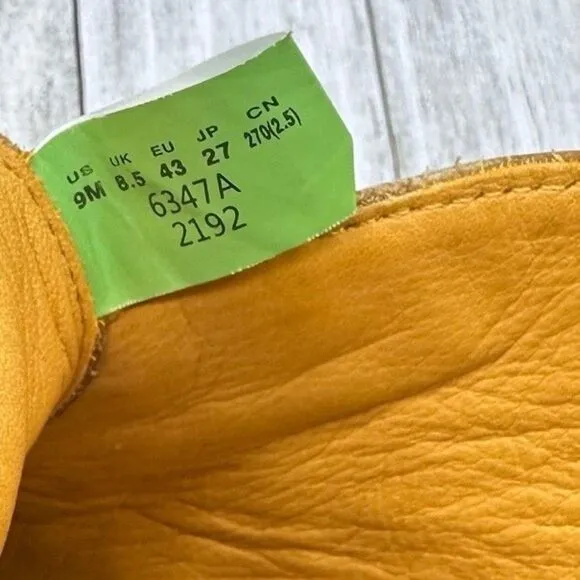 US UK EU JP CN
9M 8.5 43 27 270(2.5)
6347A
2192